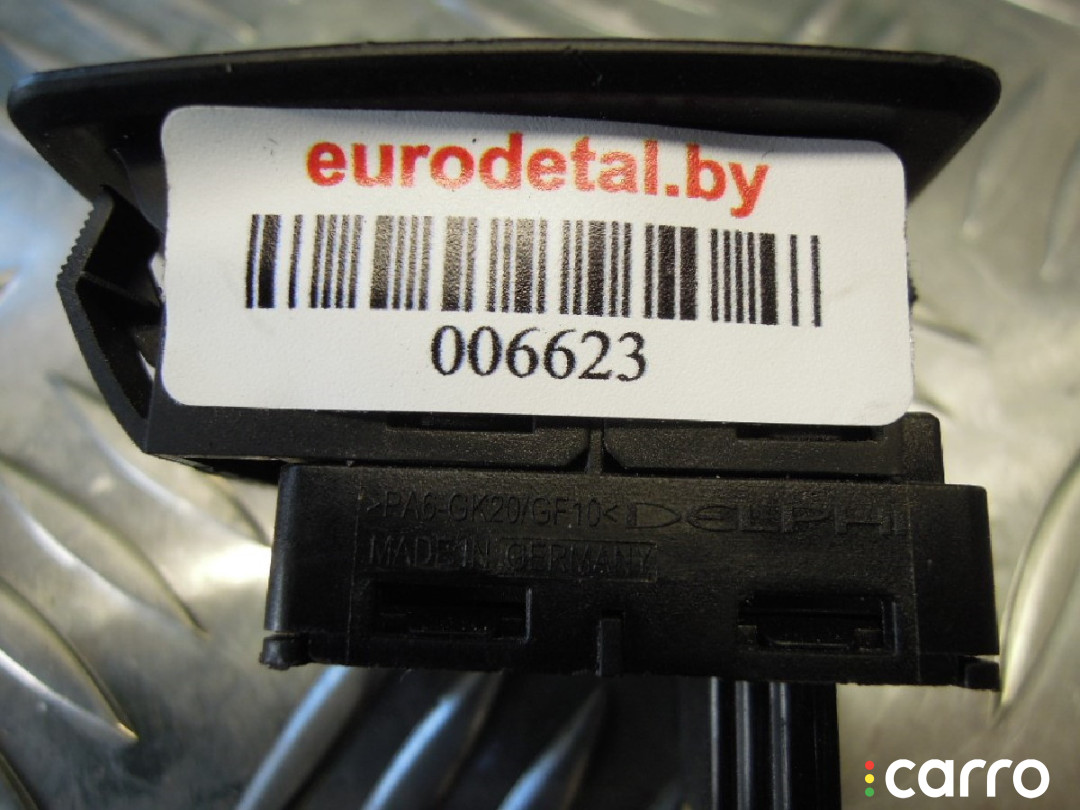 eurodetal.by
006623
>PA6-GK20/GF10< DELPHI
MADE IN GERMANY
carro